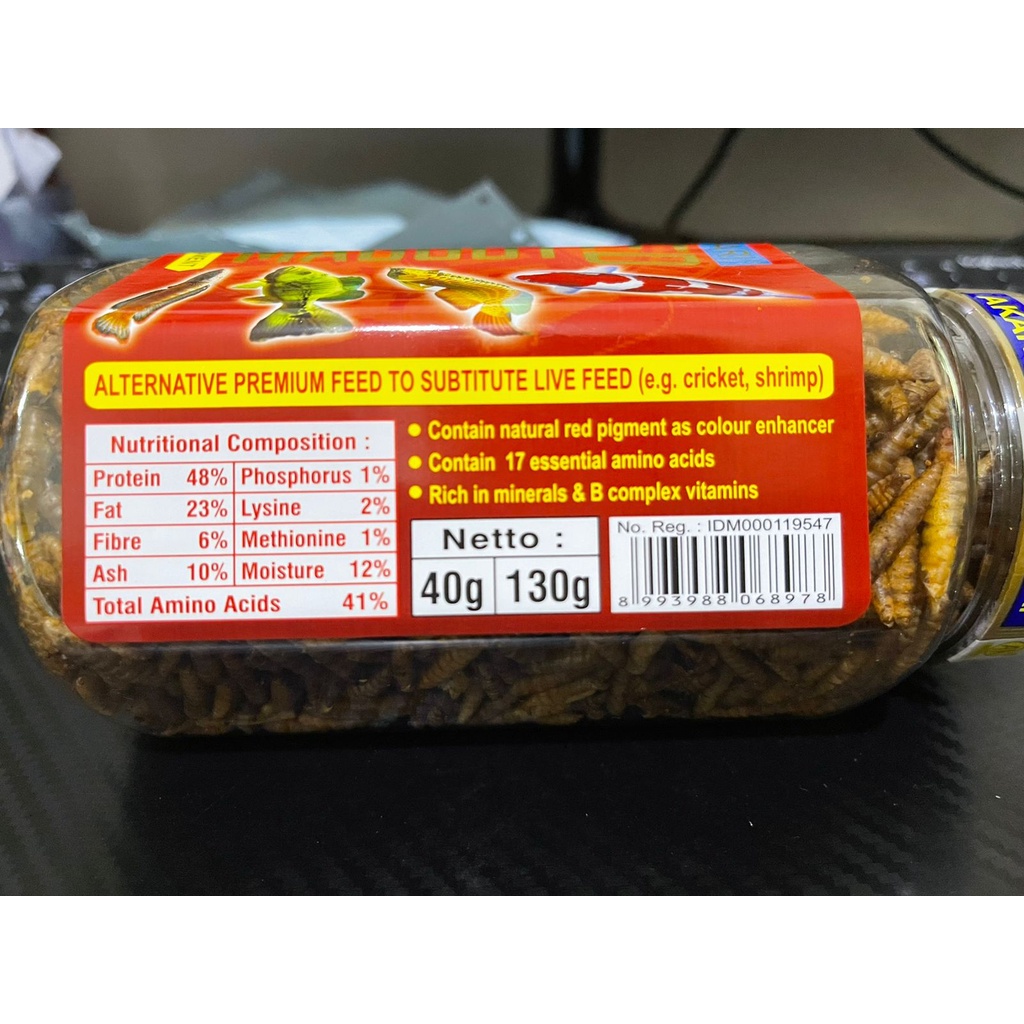 ALTERNATIVE PREMIUM FEED TO SUBTITUTE LIVE FEED (e.g. cricket, shrimp)
Nutritional Composition :
Protein 48% Phosphorus 1%
Fat 23% Lysine 2%
Fibre 6% Methionine 1%
Ash 10% Moisture 12%
Total Amino Acids 41%
• Contain natural red pigment as colour enhancer
• Contain 17 essential amino acids
• Rich in minerals & B complex vitamins
Netto :
40g 130g
No. Reg. : IDM000119547
8 993988 068978